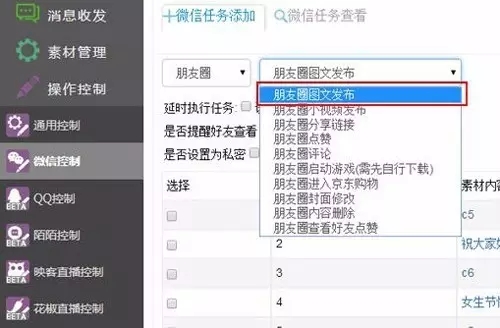 消息收发
素材管理
操作控制
通用控制
微信控制
QQ控制
BETA
陌陌控制
BETA
映客直播控制
BETA
花椒直播控制
BETA
微信任务添加
微信任务查看
朋友圈
朋友圈图文发布
朋友圈图文发布
朋友圈小视频发布
朋友圈分享链接
朋友圈点赞
朋友圈评论
朋友圈启动游戏(需先自行下载)
朋友圈进入京东购物
朋友圈封面修改
朋友圈内容删除
朋友圈查看好友点赞
延时执行任务:
是否提醒好友查看
是否设置为私密
选择
素材内
c5
2
祝大家
3
c6
4
女生节